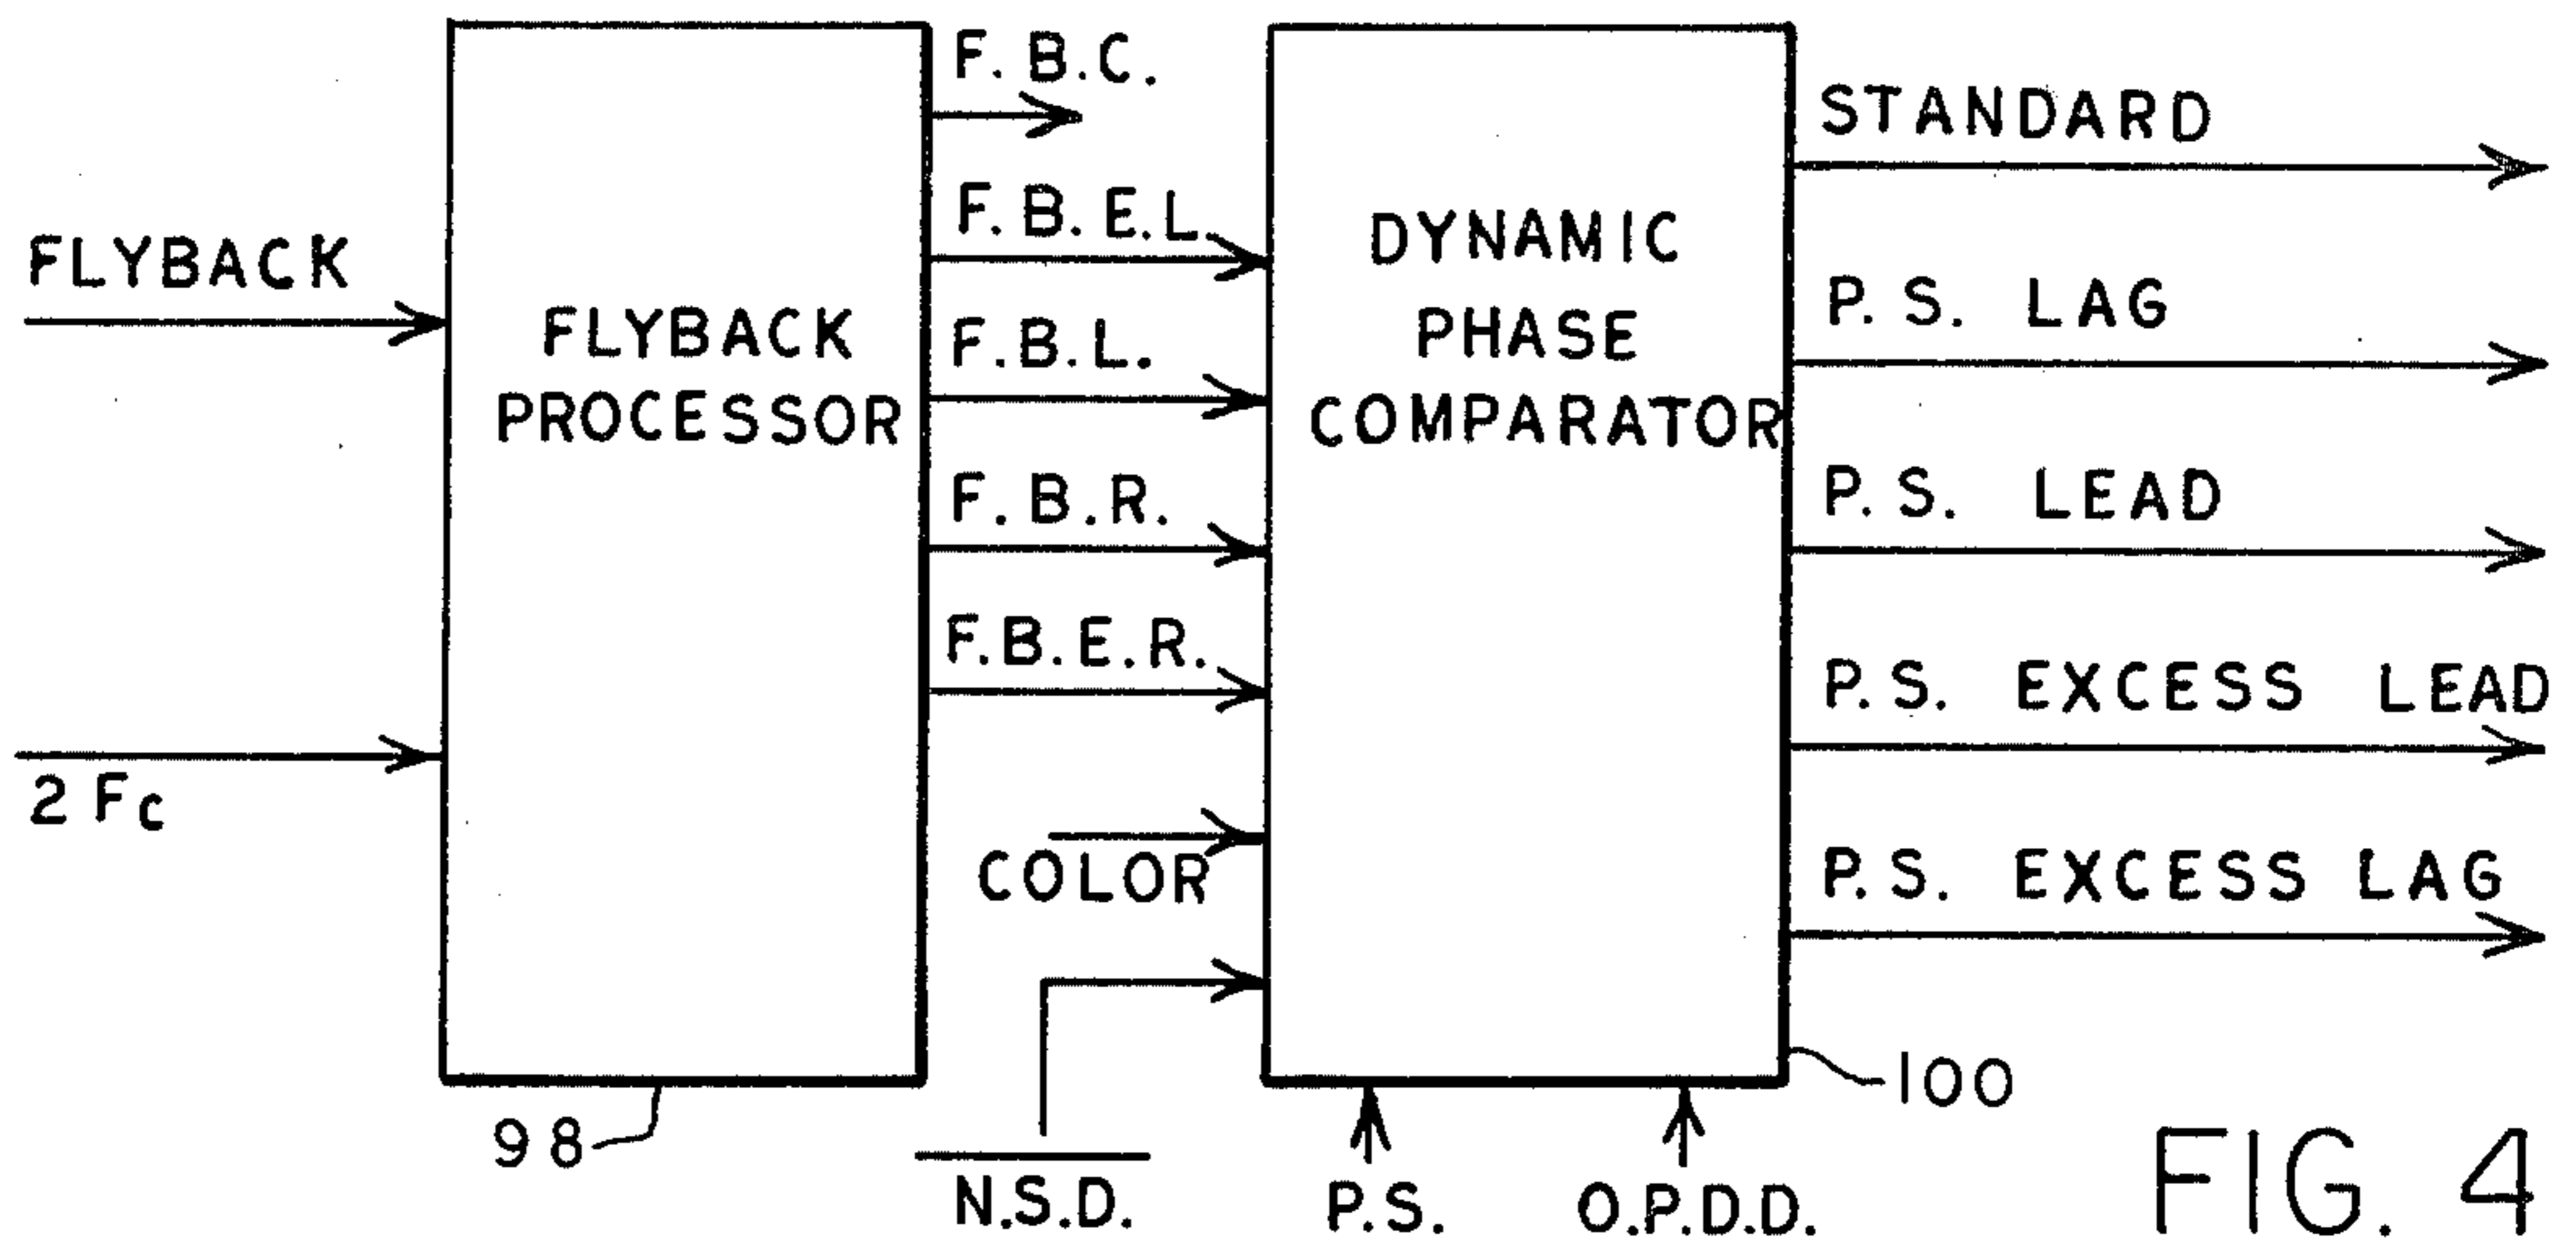 FLYBACK
2 Fc
FLYBACK
PROCESSOR
98
F.B.C.
F.B.E.L.
F.B.L.
F.B.R.
F.B.E.R.
COLOR
N.S.D.
DYNAMIC
PHASE
COMPARATOR
P.S.
O.P.D.D.
100
STANDARD
P.S. LAG
P.S. LEAD
P.S. EXCESS LEAD
P.S. EXCESS LAG
FIG. 4